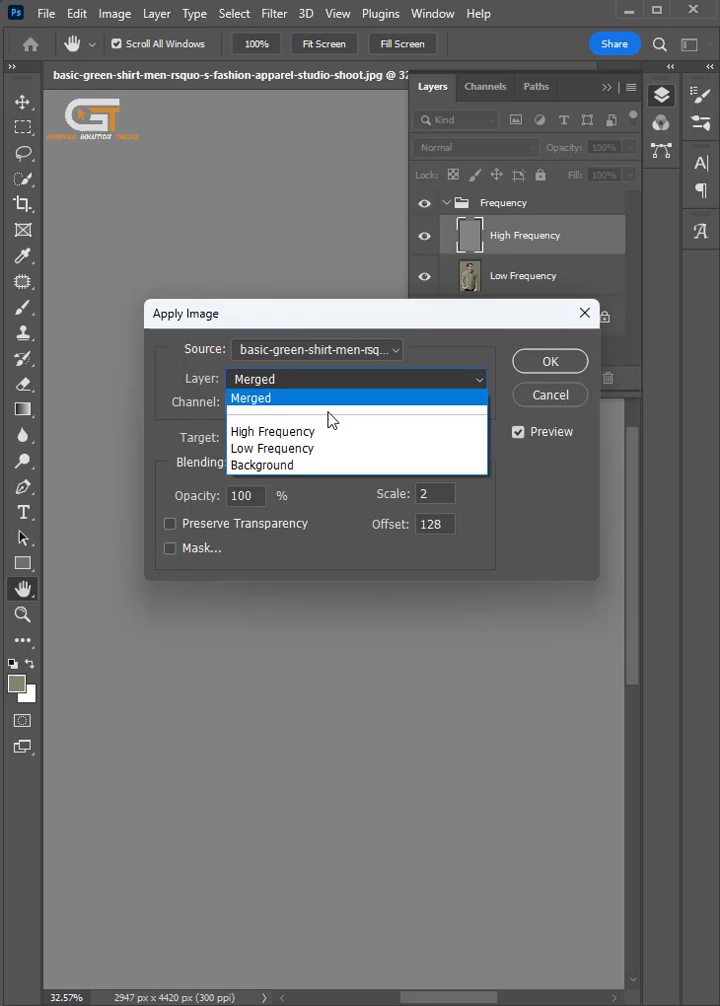 File Edit Image Layer Type Select Filter 3D View Plugins Window Help
Scroll All Windows 100% Fit Screen Fill Screen Share
basic-green-shirt-men-rsquo-s-fashion-apparel-studio-shoot.jpg @ 32
Layers Channels Paths
GT
GRAPHICS SOLUTION
Kind
Normal Opacity: 100%
Lock: Fill: 100%
Frequency
High Frequency
Low Frequency
Apply Image
Source: basic-green-shirt-men-rsq...
OK
Layer: Merged
Merged
Cancel
Channel:
High Frequency
Preview
Target:
Low Frequency
Blending:
Background
Opacity: 100 % Scale: 2
Preserve Transparency Offset: 128
Mask...
32.57% 2947 px x 4420 px (300 ppi)